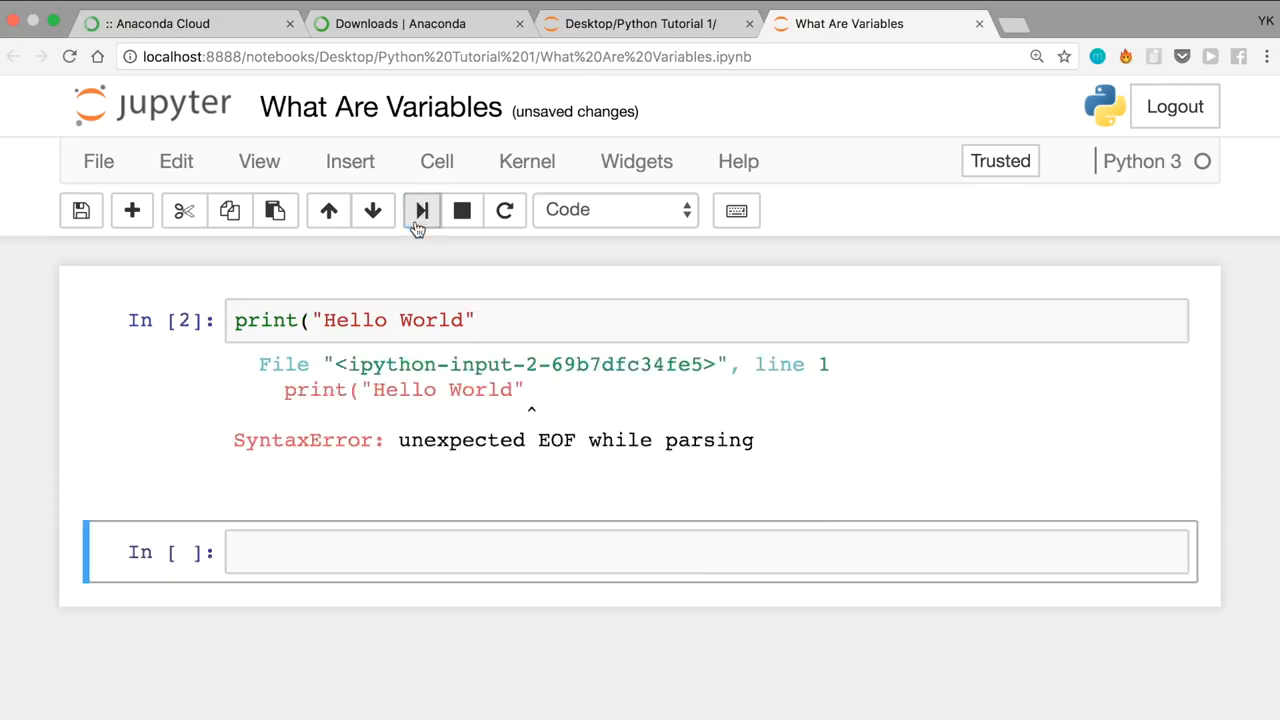 :: Anaconda Cloud
Downloads | Anaconda
Desktop/Python Tutorial 1/
What Are Variables
YK
localhost:8888/notebooks/Desktop/Python%20Tutorial%201/What%20Are%20Variables.ipynb
jupyter What Are Variables (unsaved changes)
Logout
File Edit View Insert Cell Kernel Widgets Help
Trusted
Python 3
Code
In [2]: print("Hello World"
File "<ipython-input-2-69b7dfc34fe5>", line 1
print("Hello World"
^
SyntaxError: unexpected EOF while parsing
In [ ]: